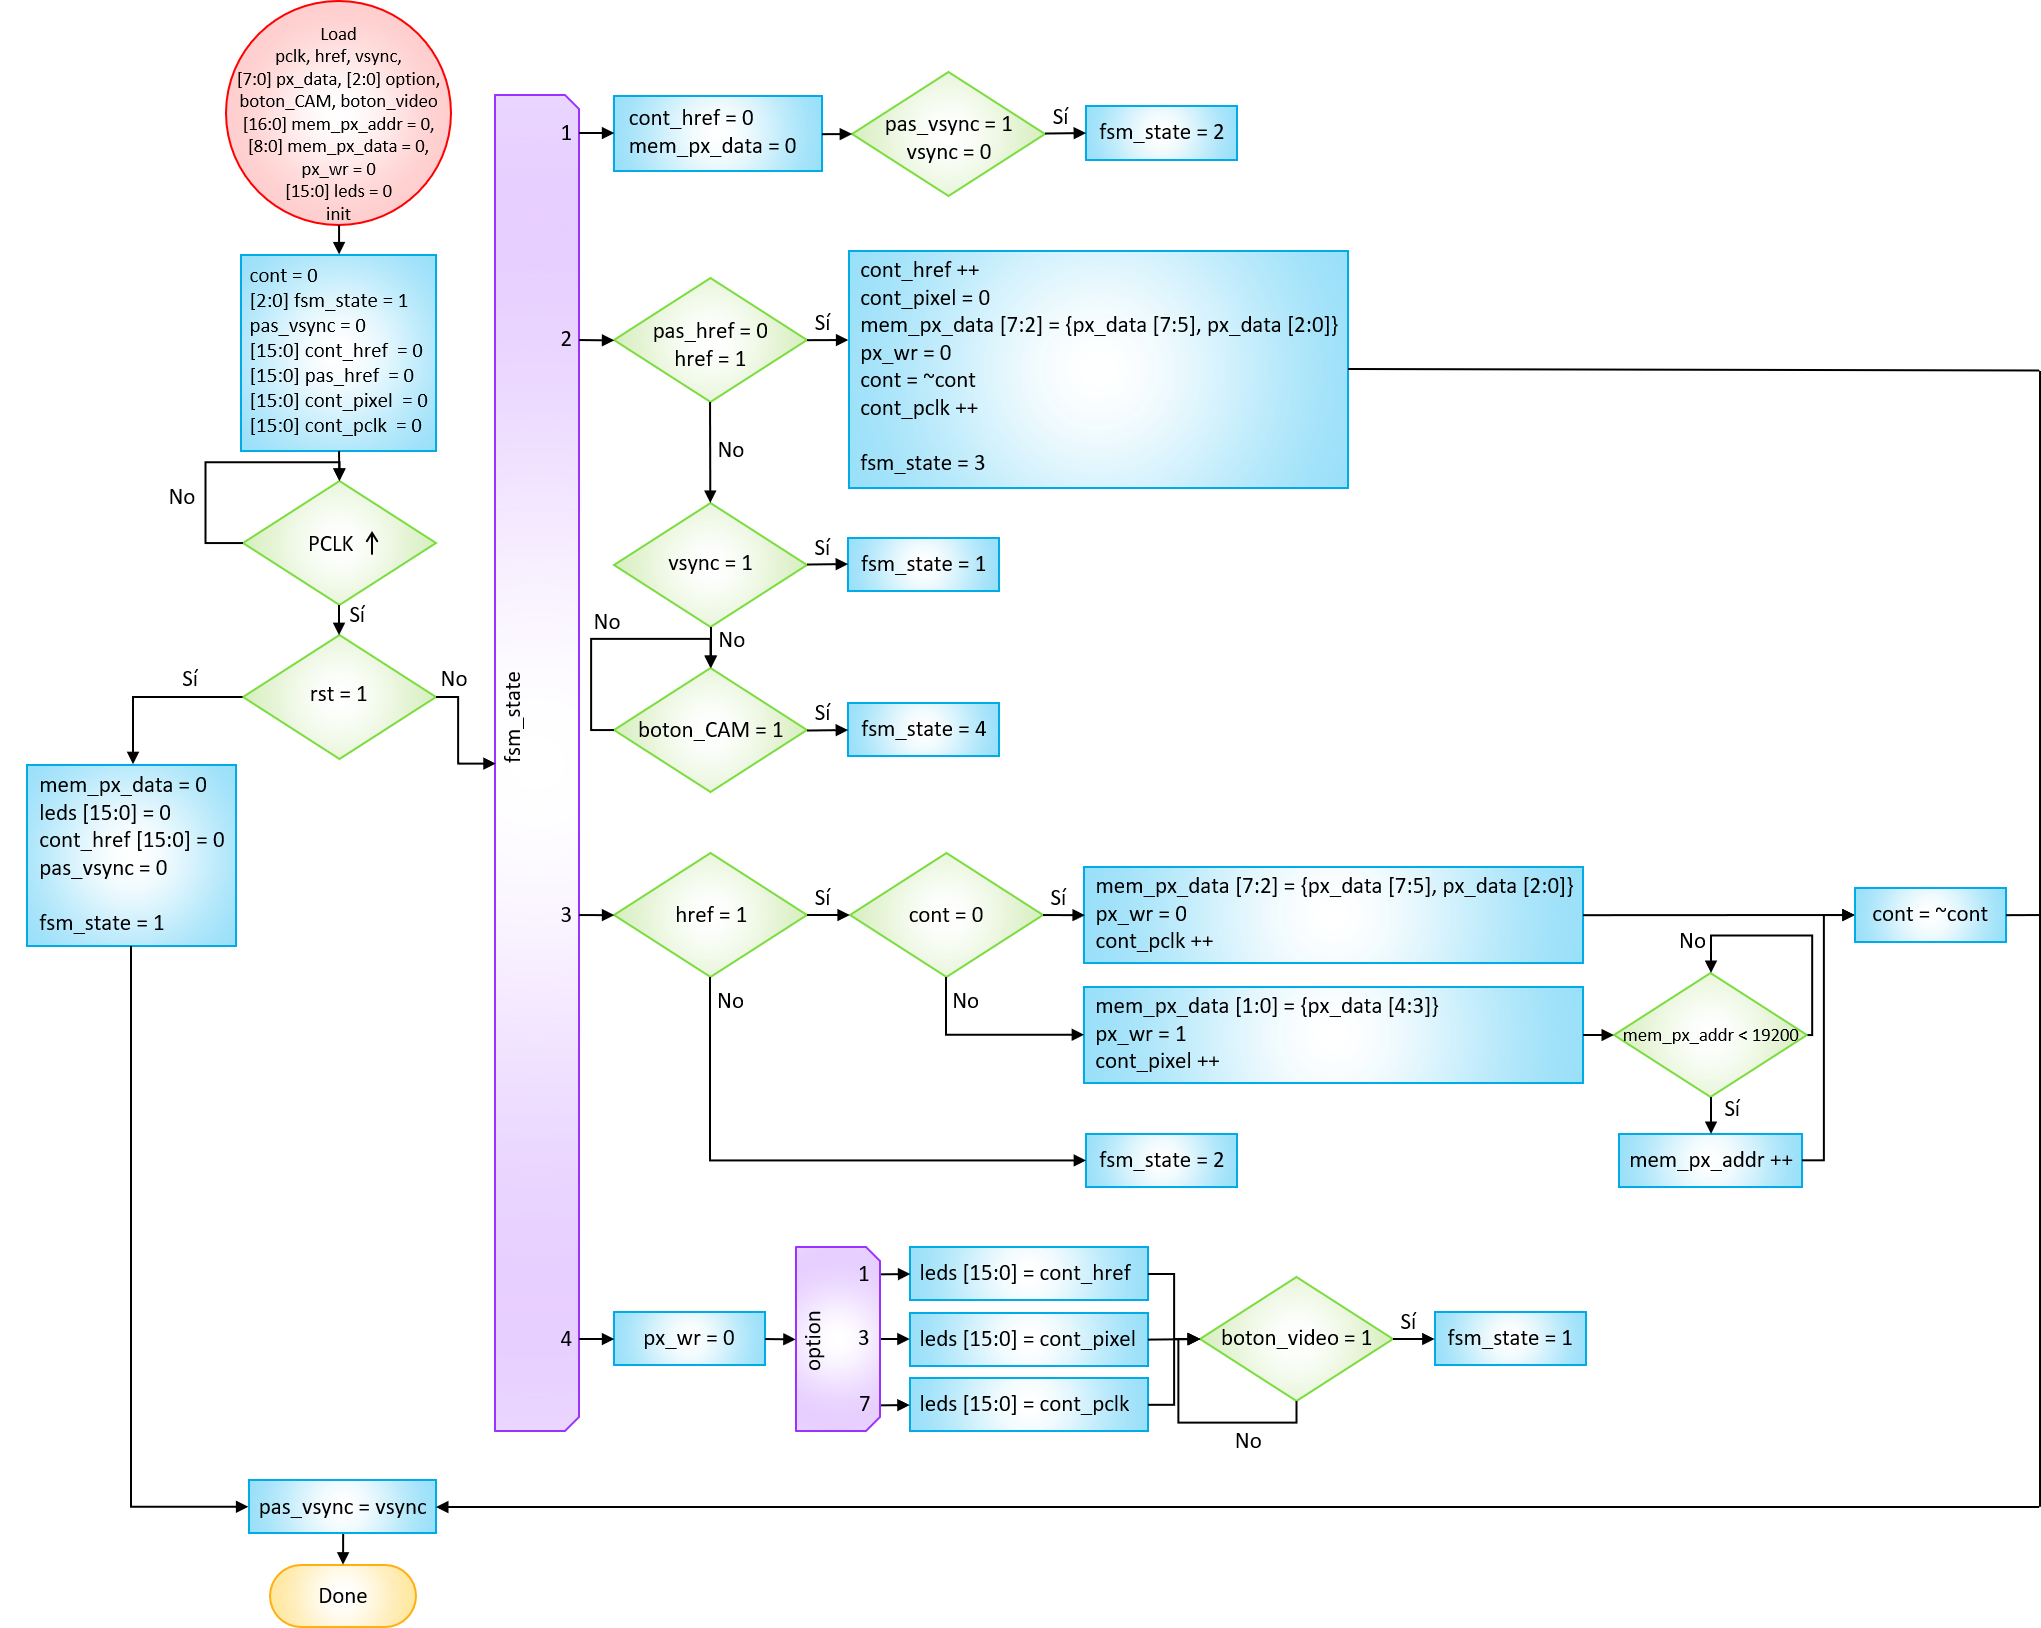 Load
pclk, href, vsync,
[7:0] px_data, [2:0] option,
boton_CAM, boton_video
[16:0] mem_px_addr = 0,
[8:0] mem_px_data = 0,
px_wr = 0
[15:0] leds = 0
init
cont = 0
[2:0] fsm_state = 1
pas_vsync = 0
[15:0] cont_href = 0
[15:0] pas_href = 0
[15:0] cont_pixel = 0
[15:0] cont_pclk = 0
No
PCLK ↑
Sí
rst = 1
Sí
No
mem_px_data = 0
leds [15:0] = 0
cont_href [15:0] = 0
pas_vsync = 0
fsm_state = 1
fsm_state
1
cont_href = 0
mem_px_data = 0
pas_vsync = 1
vsync = 0
Sí
fsm_state = 2
2
pas_href = 0
href = 1
Sí
cont_href ++
cont_pixel = 0
mem_px_data [7:2] = {px_data [7:5], px_data [2:0]}
px_wr = 0
cont = ~cont
cont_pclk ++
fsm_state = 3
No
vsync = 1
Sí
fsm_state = 1
No
No
boton_CAM = 1
Sí
fsm_state = 4
3
href = 1
Sí
cont = 0
Sí
mem_px_data [7:2] = {px_data [7:5], px_data [2:0]}
px_wr = 0
cont_pclk ++
cont = ~cont
No
No
No
mem_px_data [1:0] = {px_data [4:3]}
px_wr = 1
cont_pixel ++
mem_px_addr < 19200
Sí
mem_px_addr ++
fsm_state = 2
4
px_wr = 0
option
1
leds [15:0] = cont_href
3
leds [15:0] = cont_pixel
7
leds [15:0] = cont_pclk
boton_video = 1
Sí
fsm_state = 1
No
pas_vsync = vsync
Done